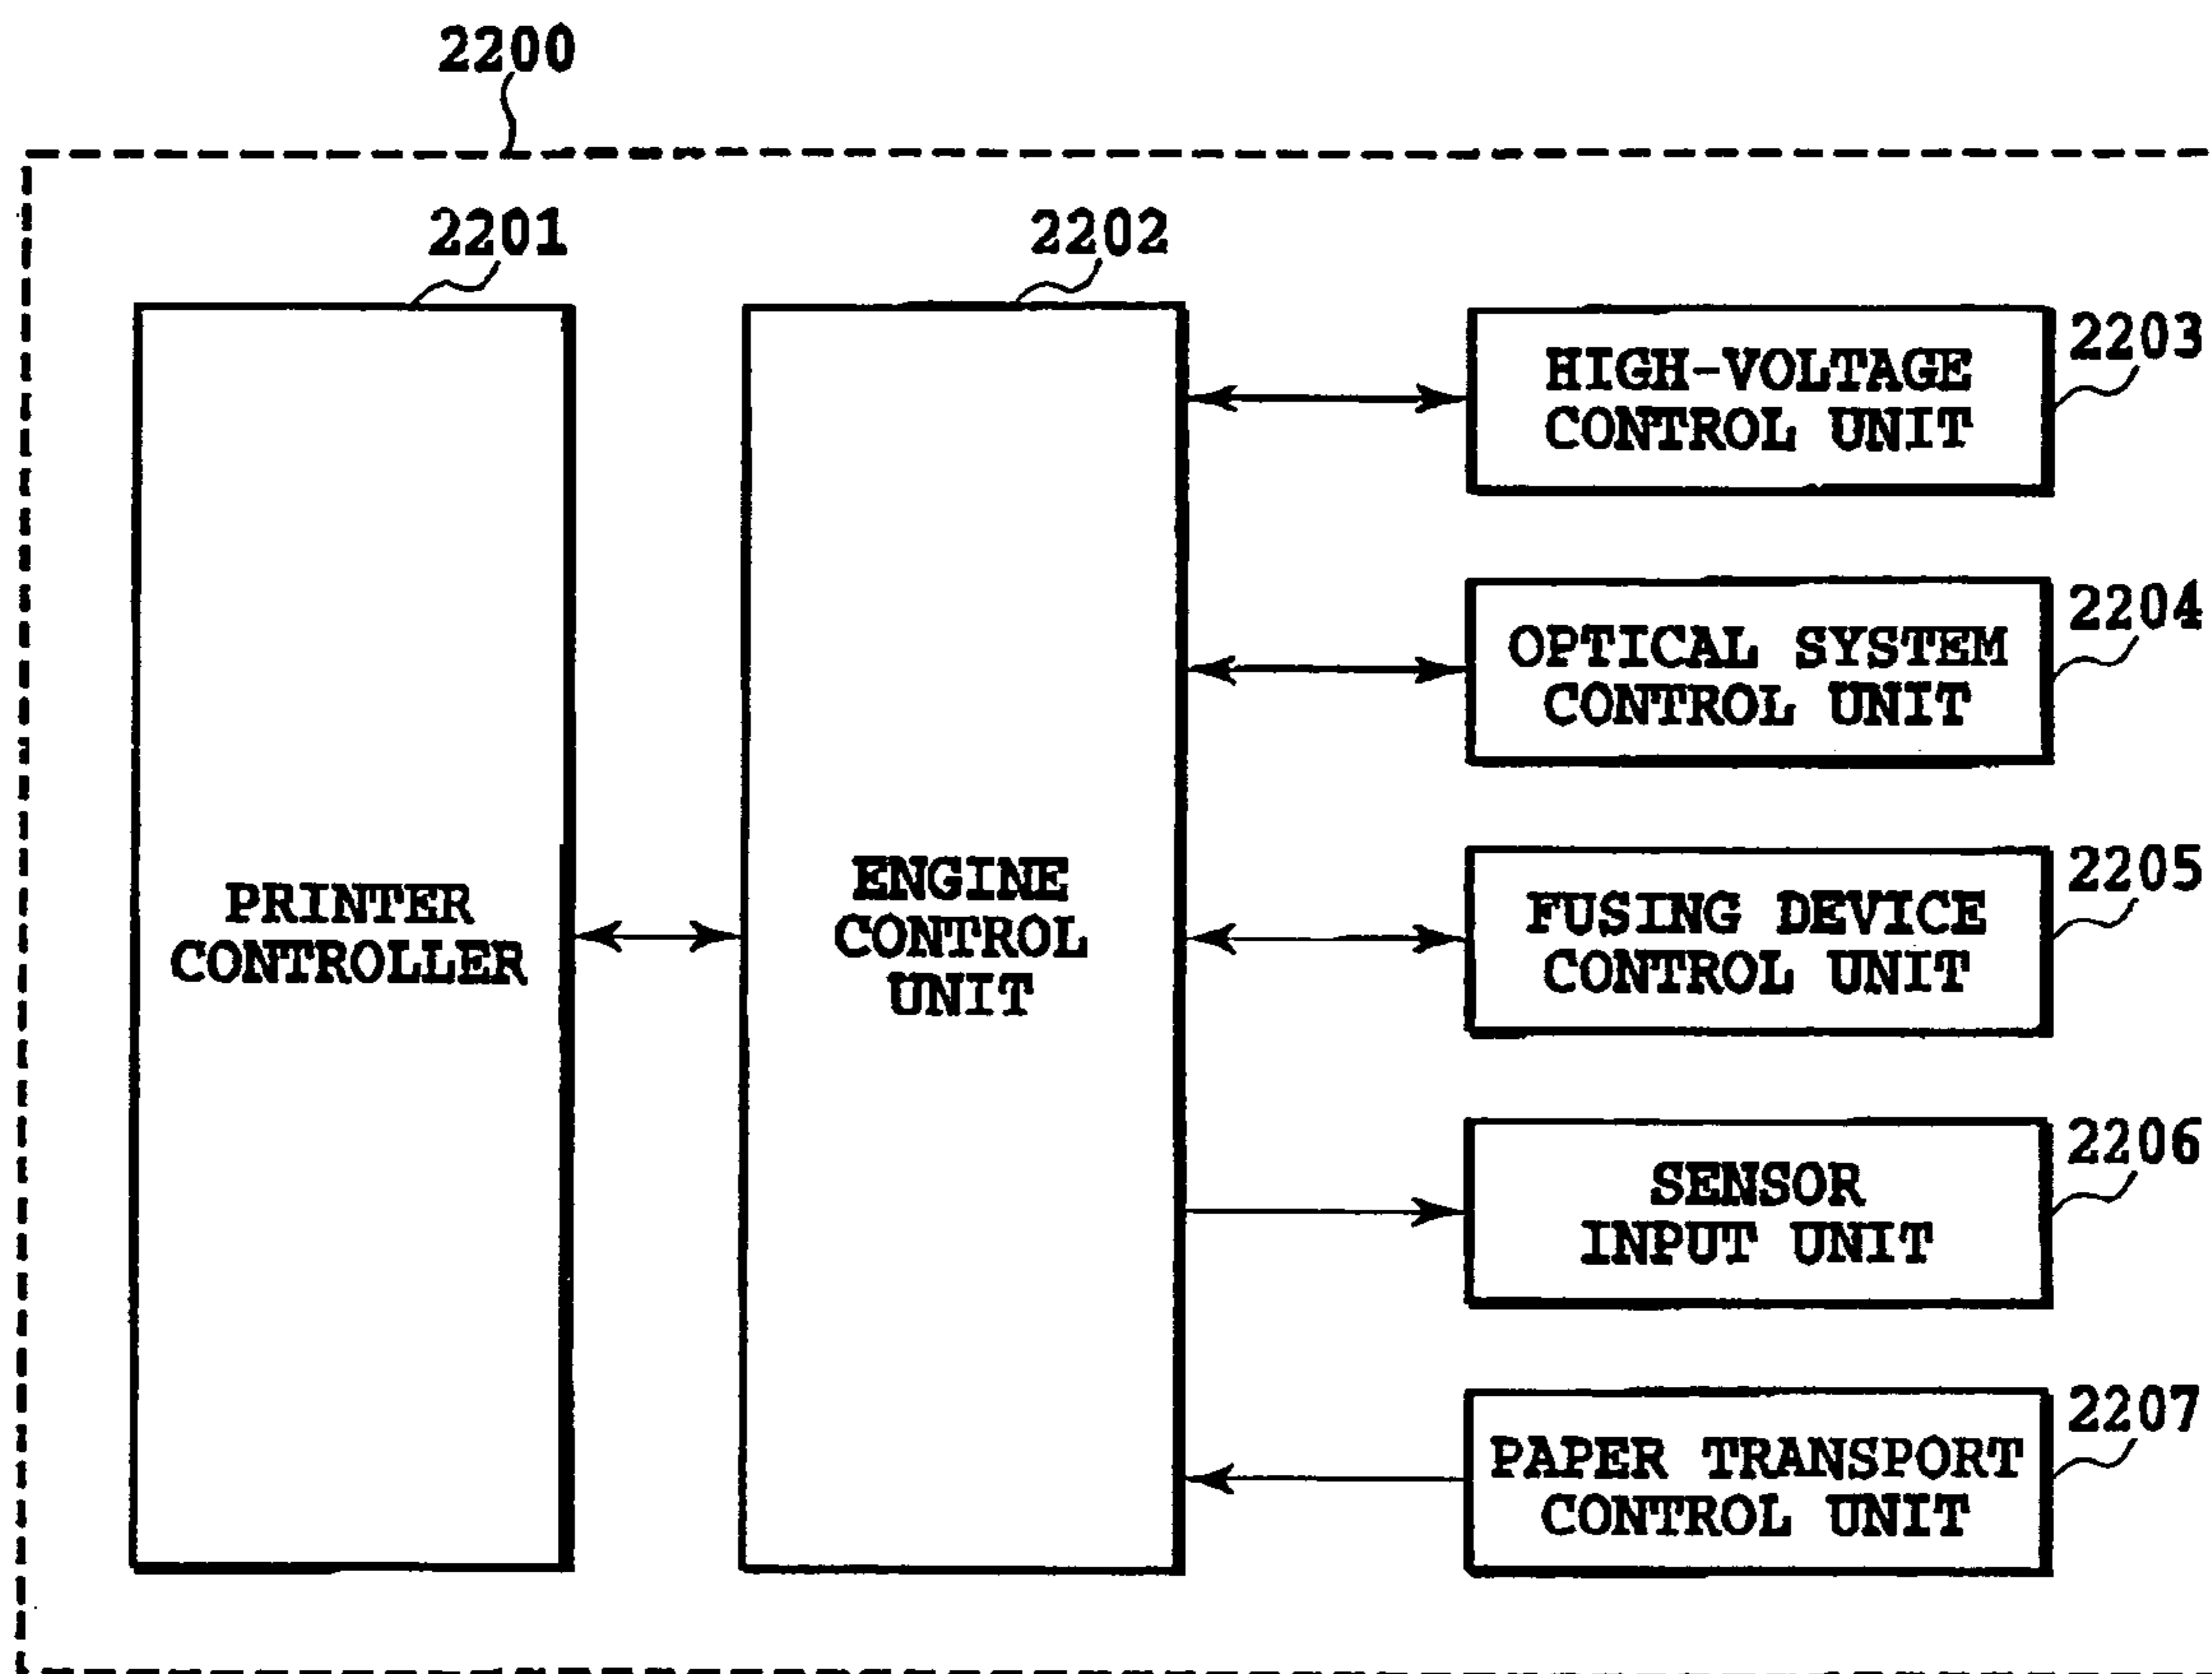 2200
2201
2202
2203
HIGH-VOLTAGE
CONTROL UNIT
2204
OPTICAL SYSTEM
CONTROL UNIT
PRINTER
CONTROLLER
ENGINE
CONTROL
UNIT
2205
FUSING DEVICE
CONTROL UNIT
2206
SENSOR
INPUT UNIT
2207
PAPER TRANSPORT
CONTROL UNIT